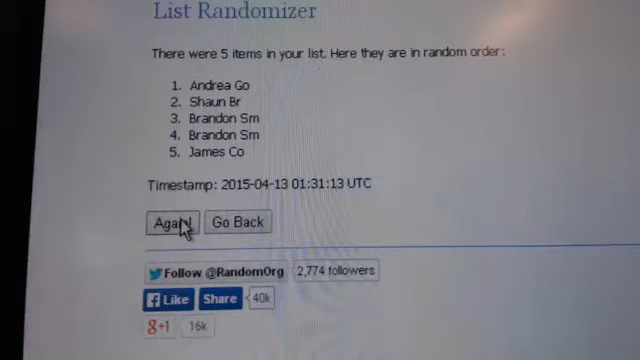 List Randomizer
There were 5 items in your list. Here they are in random order:
1. Andrea Go
2. Shaun Br
3. Brandon Sm
4. Brandon Sm
5. James Co
Timestamp: 2015-04-13 01:31:13 UTC
Again! Go Back
Follow @RandomOrg 2,774 followers
Like Share 40k
g+1 16k